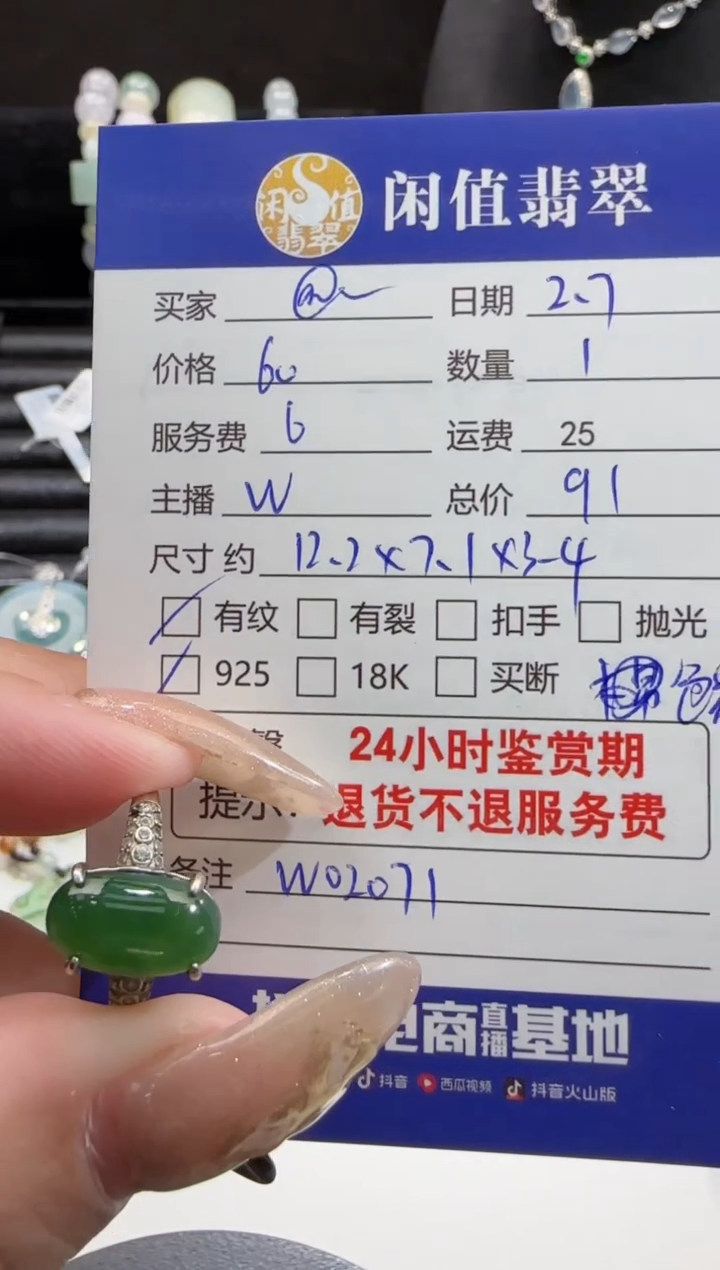 闲值翡翠
闲值翡翠
买家 日期 2.7
价格 60 数量 1
服务费 6 运费 25
主播 W 总价 91
尺寸 约 12.2×7.1×3-4
有纹 有裂 扣手 抛光
925 18K 买断
24小时鉴赏期
提示: 退货不退服务费
备注 W02071
电商直播基地
抖音 西瓜视频 抖音火山版